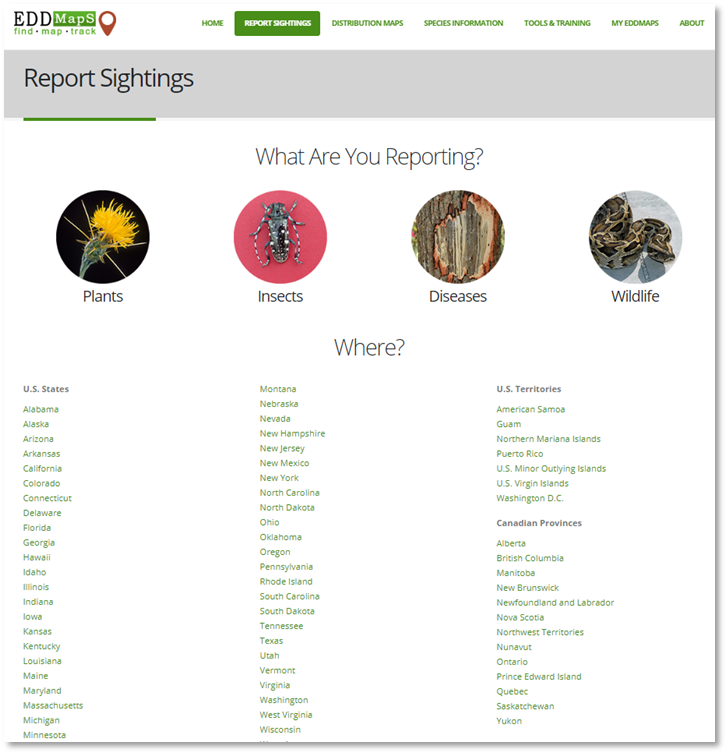 EDDMapS
find • map • track
HOME
REPORT SIGHTINGS
DISTRIBUTION MAPS
SPECIES INFORMATION
TOOLS & TRAINING
MY EDDMAPS
ABOUT
Report Sightings
What Are You Reporting?
Plants
Insects
Diseases
Wildlife
Where?
U.S. States
Alabama
Alaska
Arizona
Arkansas
California
Colorado
Connecticut
Delaware
Florida
Georgia
Hawaii
Idaho
Illinois
Indiana
Iowa
Kansas
Kentucky
Louisiana
Maine
Maryland
Massachusetts
Michigan
Minnesota
Montana
Nebraska
Nevada
New Hampshire
New Jersey
New Mexico
New York
North Carolina
North Dakota
Ohio
Oklahoma
Oregon
Pennsylvania
Rhode Island
South Carolina
South Dakota
Tennessee
Texas
Utah
Vermont
Virginia
Washington
West Virginia
Wisconsin
U.S. Territories
American Samoa
Guam
Northern Mariana Islands
Puerto Rico
U.S. Minor Outlying Islands
U.S. Virgin Islands
Washington D.C.
Canadian Provinces
Alberta
British Columbia
Manitoba
New Brunswick
Newfoundland and Labrador
Nova Scotia
Northwest Territories
Nunavut
Ontario
Prince Edward Island
Quebec
Saskatchewan
Yukon